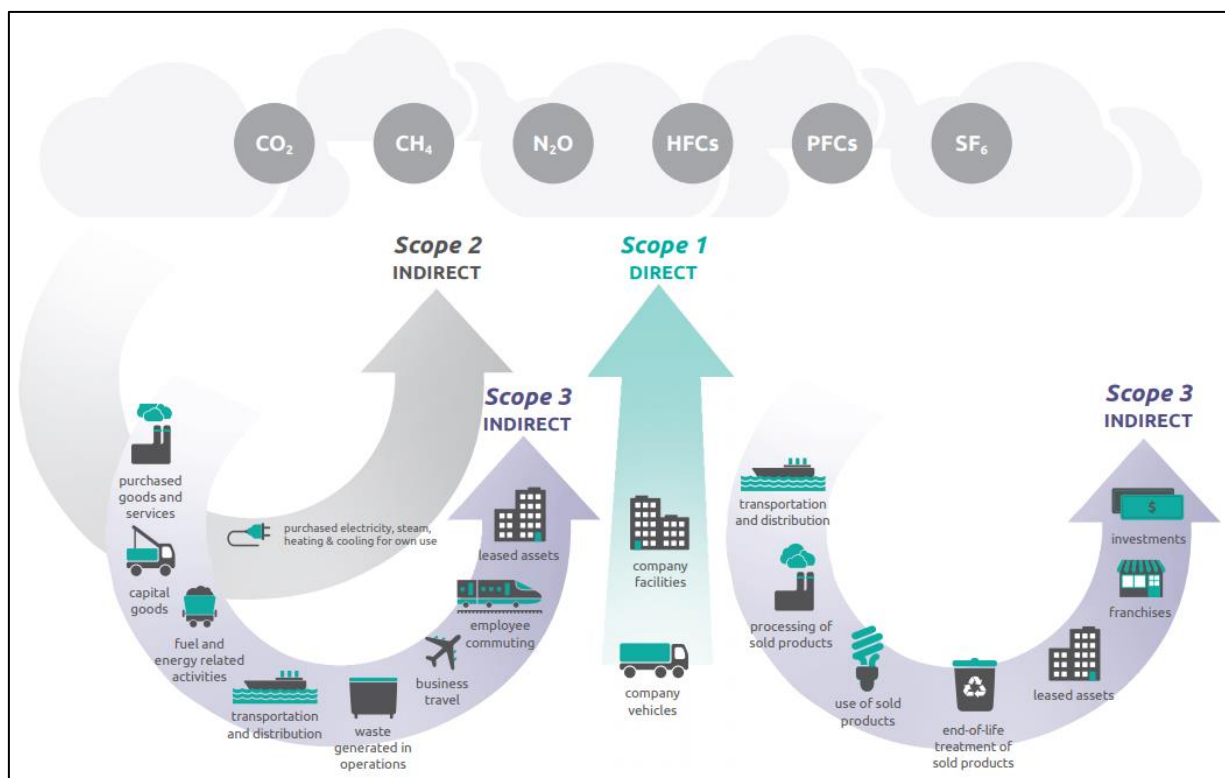 CO₂
CH₄
N₂O
HFCs
PFCs
SF₆
Scope 2
INDIRECT
Scope 1
DIRECT
Scope 3
INDIRECT
Scope 3
INDIRECT
purchased
goods and
services
capital
goods
fuel and
energy related
activities
purchased electricity, steam,
heating & cooling for own use
transportation
and distribution
waste
generated in
operations
business
travel
employee
commuting
leased assets
company
facilities
company
vehicles
transportation
and distribution
processing of
sold products
use of sold
products
end-of-life
treatment of
sold products
leased assets
franchises
$
investments